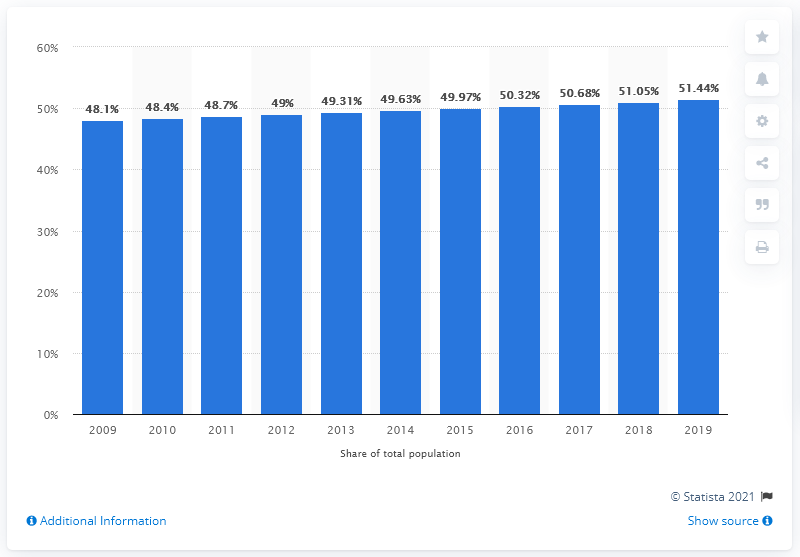 60%
50%
40%
30%
20%
10%
0%
48.1% 48.4% 48.7% 49% 49.31% 49.63% 49.97% 50.32% 50.68% 51.05% 51.44%
2009 2010 2011 2012 2013 2014 2015 2016 2017 2018 2019
Share of total population
© Statista 2021
Additional Information
Show source